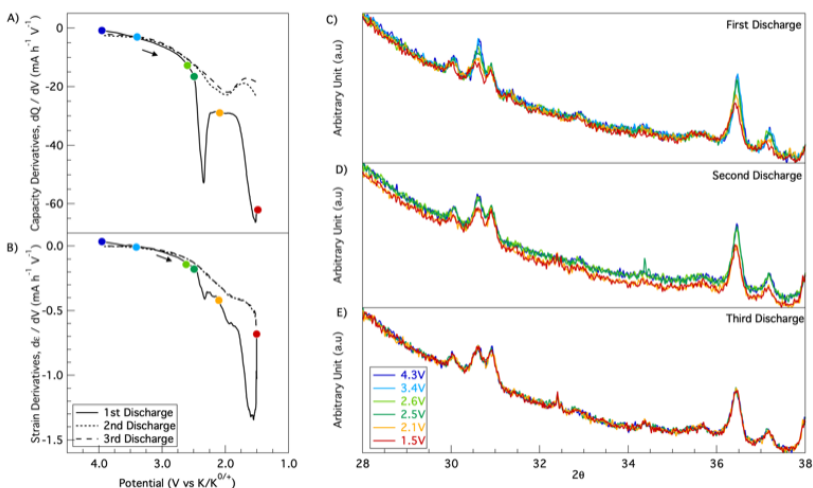 A)
Capacity Derivatives, dQ / dV (mA h V⁻¹ V⁻¹)
0
-20
-40
-60
B)
Strain Derivatives, dε / dV (mA h V⁻¹ V⁻¹)
0.0
-0.5
-1.0
-1.5
1st Discharge
2nd Discharge
3rd Discharge
4.0 3.0 2.0 1.0
Potential (V vs K/K⁰/⁺)
C)
First Discharge
Arbitrary Unit (a.u)
D)
Second Discharge
Arbitrary Unit (a.u)
E)
Third Discharge
Arbitrary Unit (a.u)
4.3V
3.4V
2.6V
2.5V
2.1V
1.5V
28 30 32 34 36 38
2θ